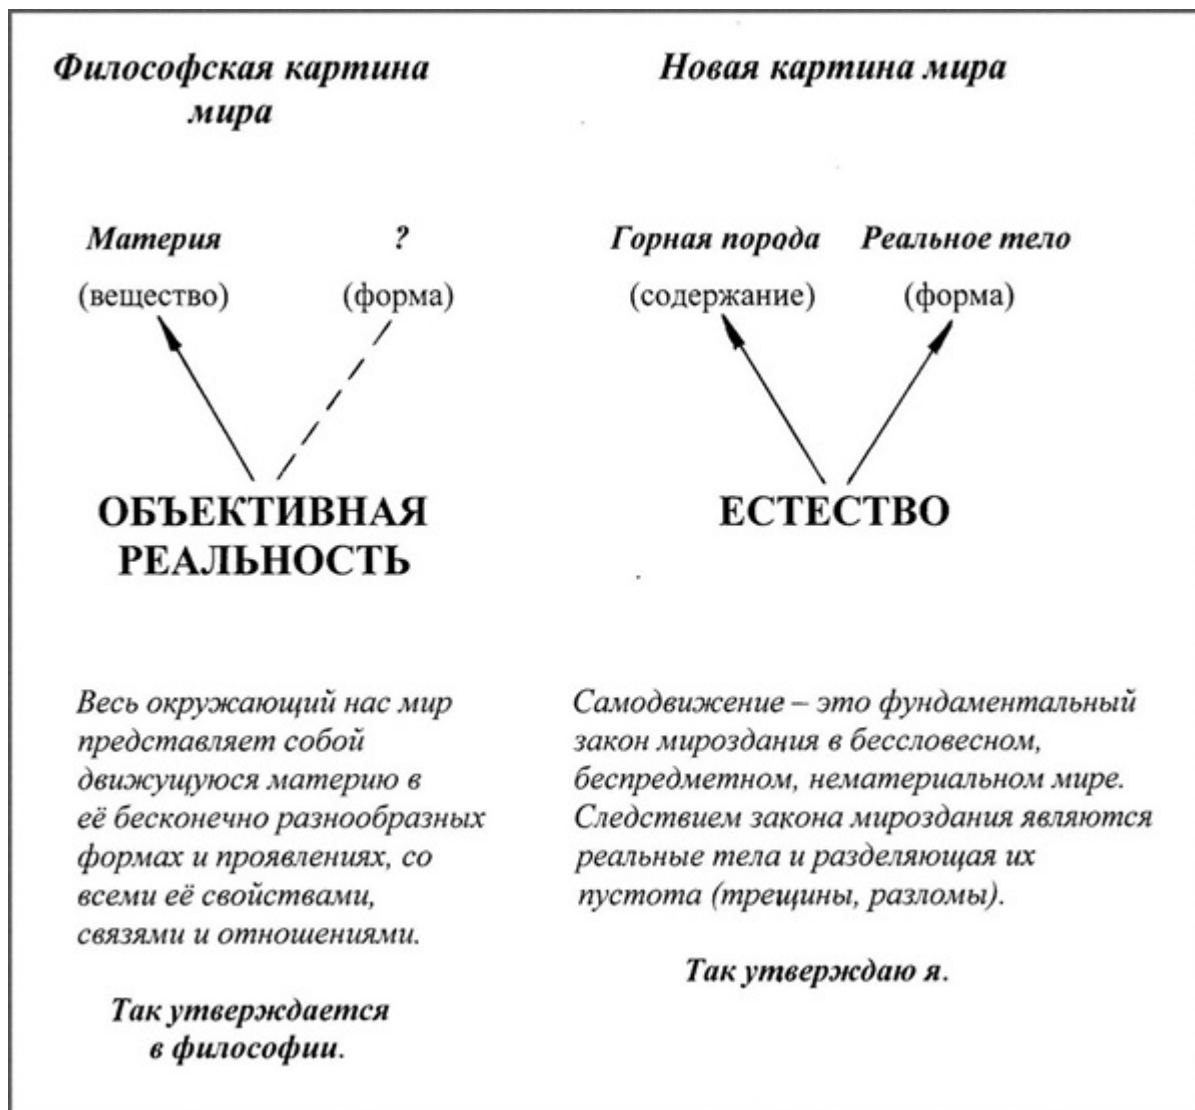 Философская картина
мира
Материя
?
(вещество)
(форма)
ОБЪЕКТИВНАЯ
РЕАЛЬНОСТЬ
Весь окружающий нас мир
представляет собой
движущуюся материю в
её бесконечно разнообразных
формах и проявлениях, со
всеми её свойствами,
связями и отношениями.
Так утверждается
в философии.
Новая картина мира
Горная порода
Реальное тело
(содержание)
(форма)
ЕСТЕСТВО
Самодвижение – это фундаментальный
закон мироздания в бессловесном,
беспредметном, нематериальном мире.
Следствием закона мироздания являются
реальные тела и разделяющая их
пустота (трещины, разломы).
Так утверждаю я.